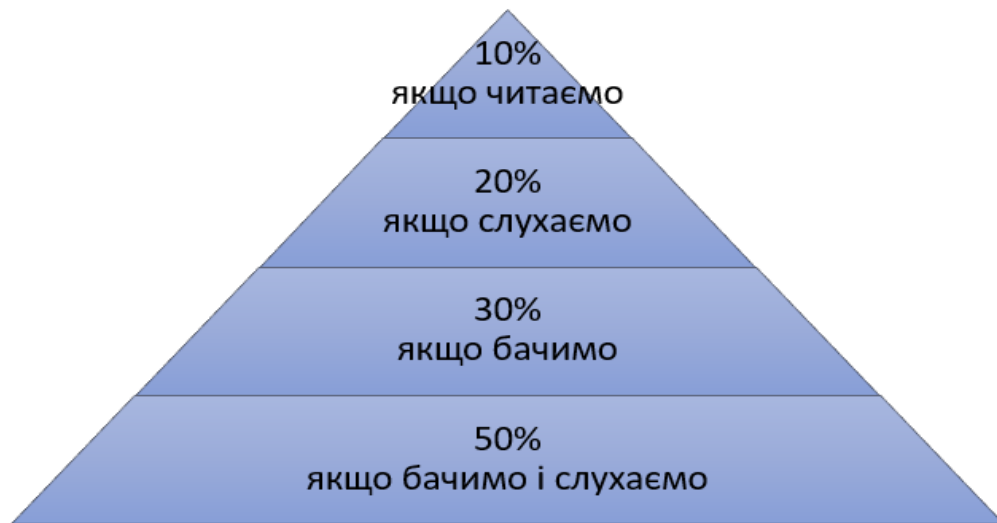 10%
якщо читаємо
20%
якщо слухаємо
30%
якщо бачимо
50%
якщо бачимо і слухаємо